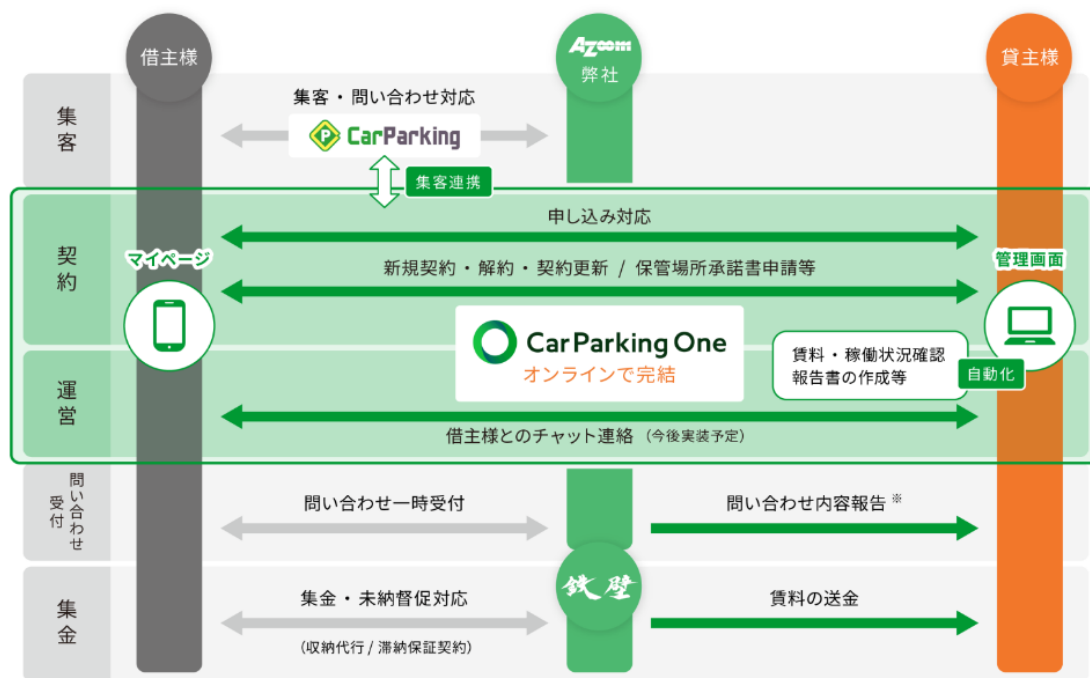 借主様
Azoom
弊社
貸主様
集客
集客・問い合わせ対応
P CarParking
集客連携
契約
申し込み対応
マイページ
新規契約・解約・契約更新 / 保管場所承諾書申請等
管理画面
CarParking One
オンラインで完結
賃料・稼働状況確認
報告書の作成等
自動化
運営
借主様とのチャット連絡 (今後実装予定)
問い合わせ
受付
問い合わせ一時受付
問い合わせ内容報告※
鉄壁
集金
集金・未納督促対応
(収納代行 / 滞納保証契約)
賃料の送金